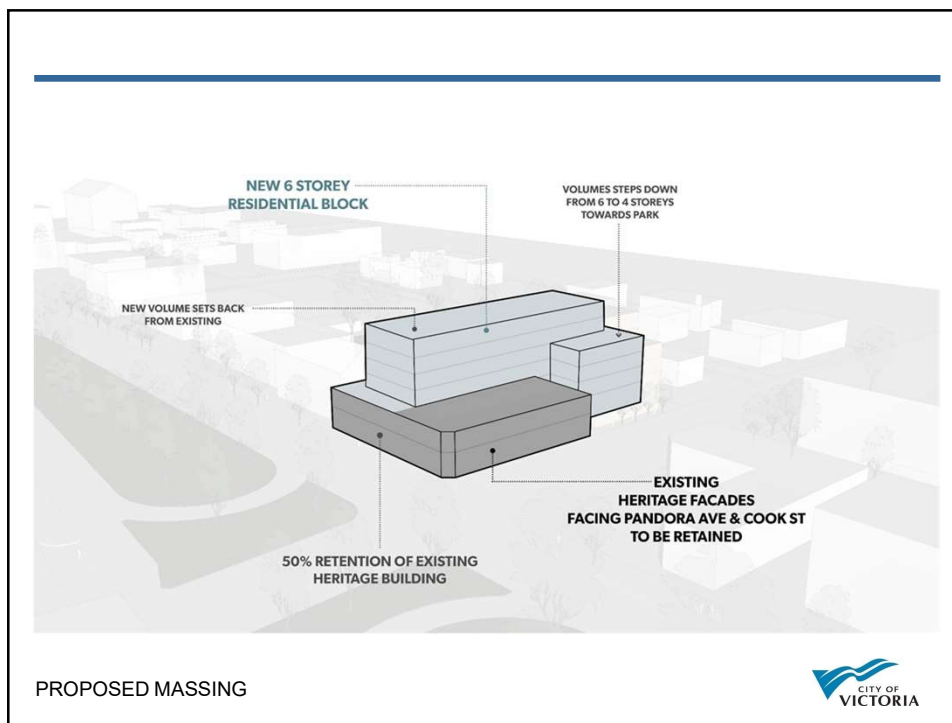 NEW 6 STOREY
RESIDENTIAL BLOCK
VOLUMES STEPS DOWN
FROM 6 TO 4 STOREYS
TOWARDS PARK
NEW VOLUME SETS BACK
FROM EXISTING
EXISTING
HERITAGE FACADES
FACING PANDORA AVE & COOK ST
TO BE RETAINED
50% RETENTION OF EXISTING
HERITAGE BUILDING
PROPOSED MASSING
CITY OF
VICTORIA